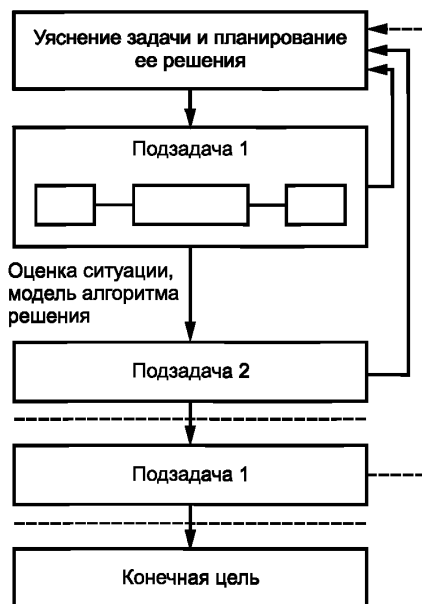 Уяснение задачи и планирование
ее решения
Подзадача 1
Оценка ситуации,
модель алгоритма
решения
Подзадача 2
Подзадача 1
Конечная цель